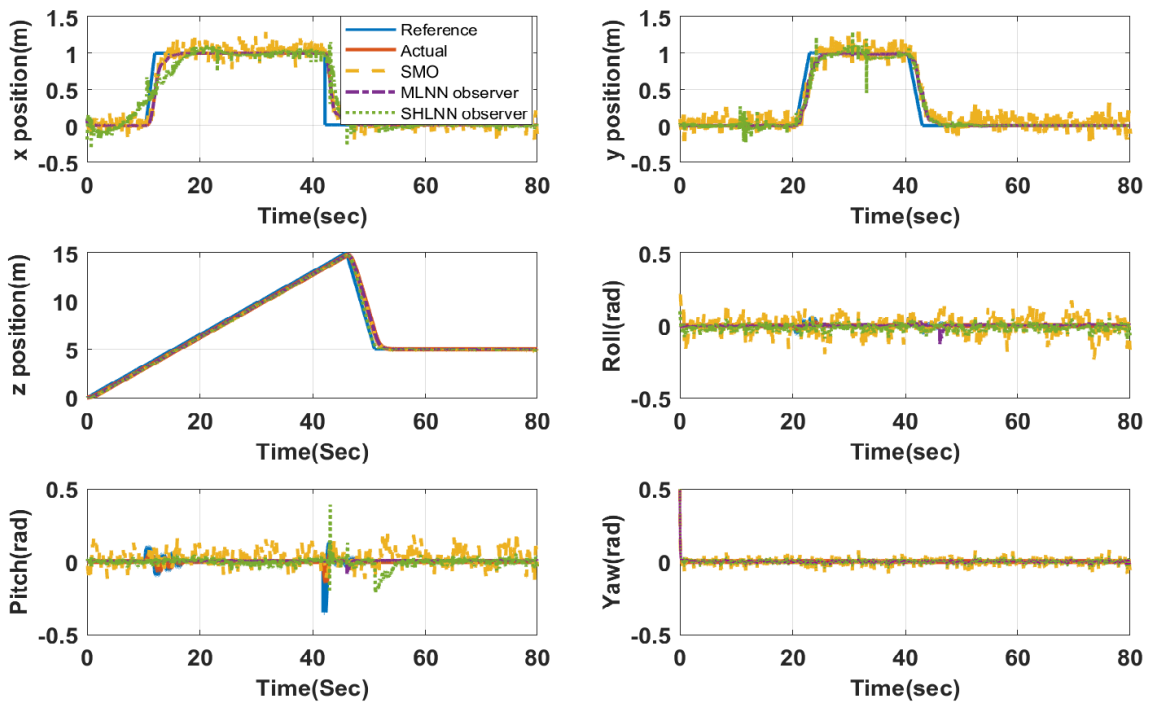 1.5
1
0.5
0
-0.5
x position(m)
0 20 40 60 80
Time(sec)
Reference
Actual
SMO
MLNN observer
SHLNN observer
1.5
1
0.5
0
-0.5
y position(m)
0 20 40 60 80
Time(sec)
15
10
5
0
z position(m)
0 20 40 60 80
Time(Sec)
0.5
0
-0.5
Roll(rad)
0 20 40 60 80
Time(sec)
0.5
0
-0.5
Pitch(rad)
0 20 40 60 80
Time(Sec)
0.5
0
-0.5
Yaw(rad)
0 20 40 60 80
Time(sec)